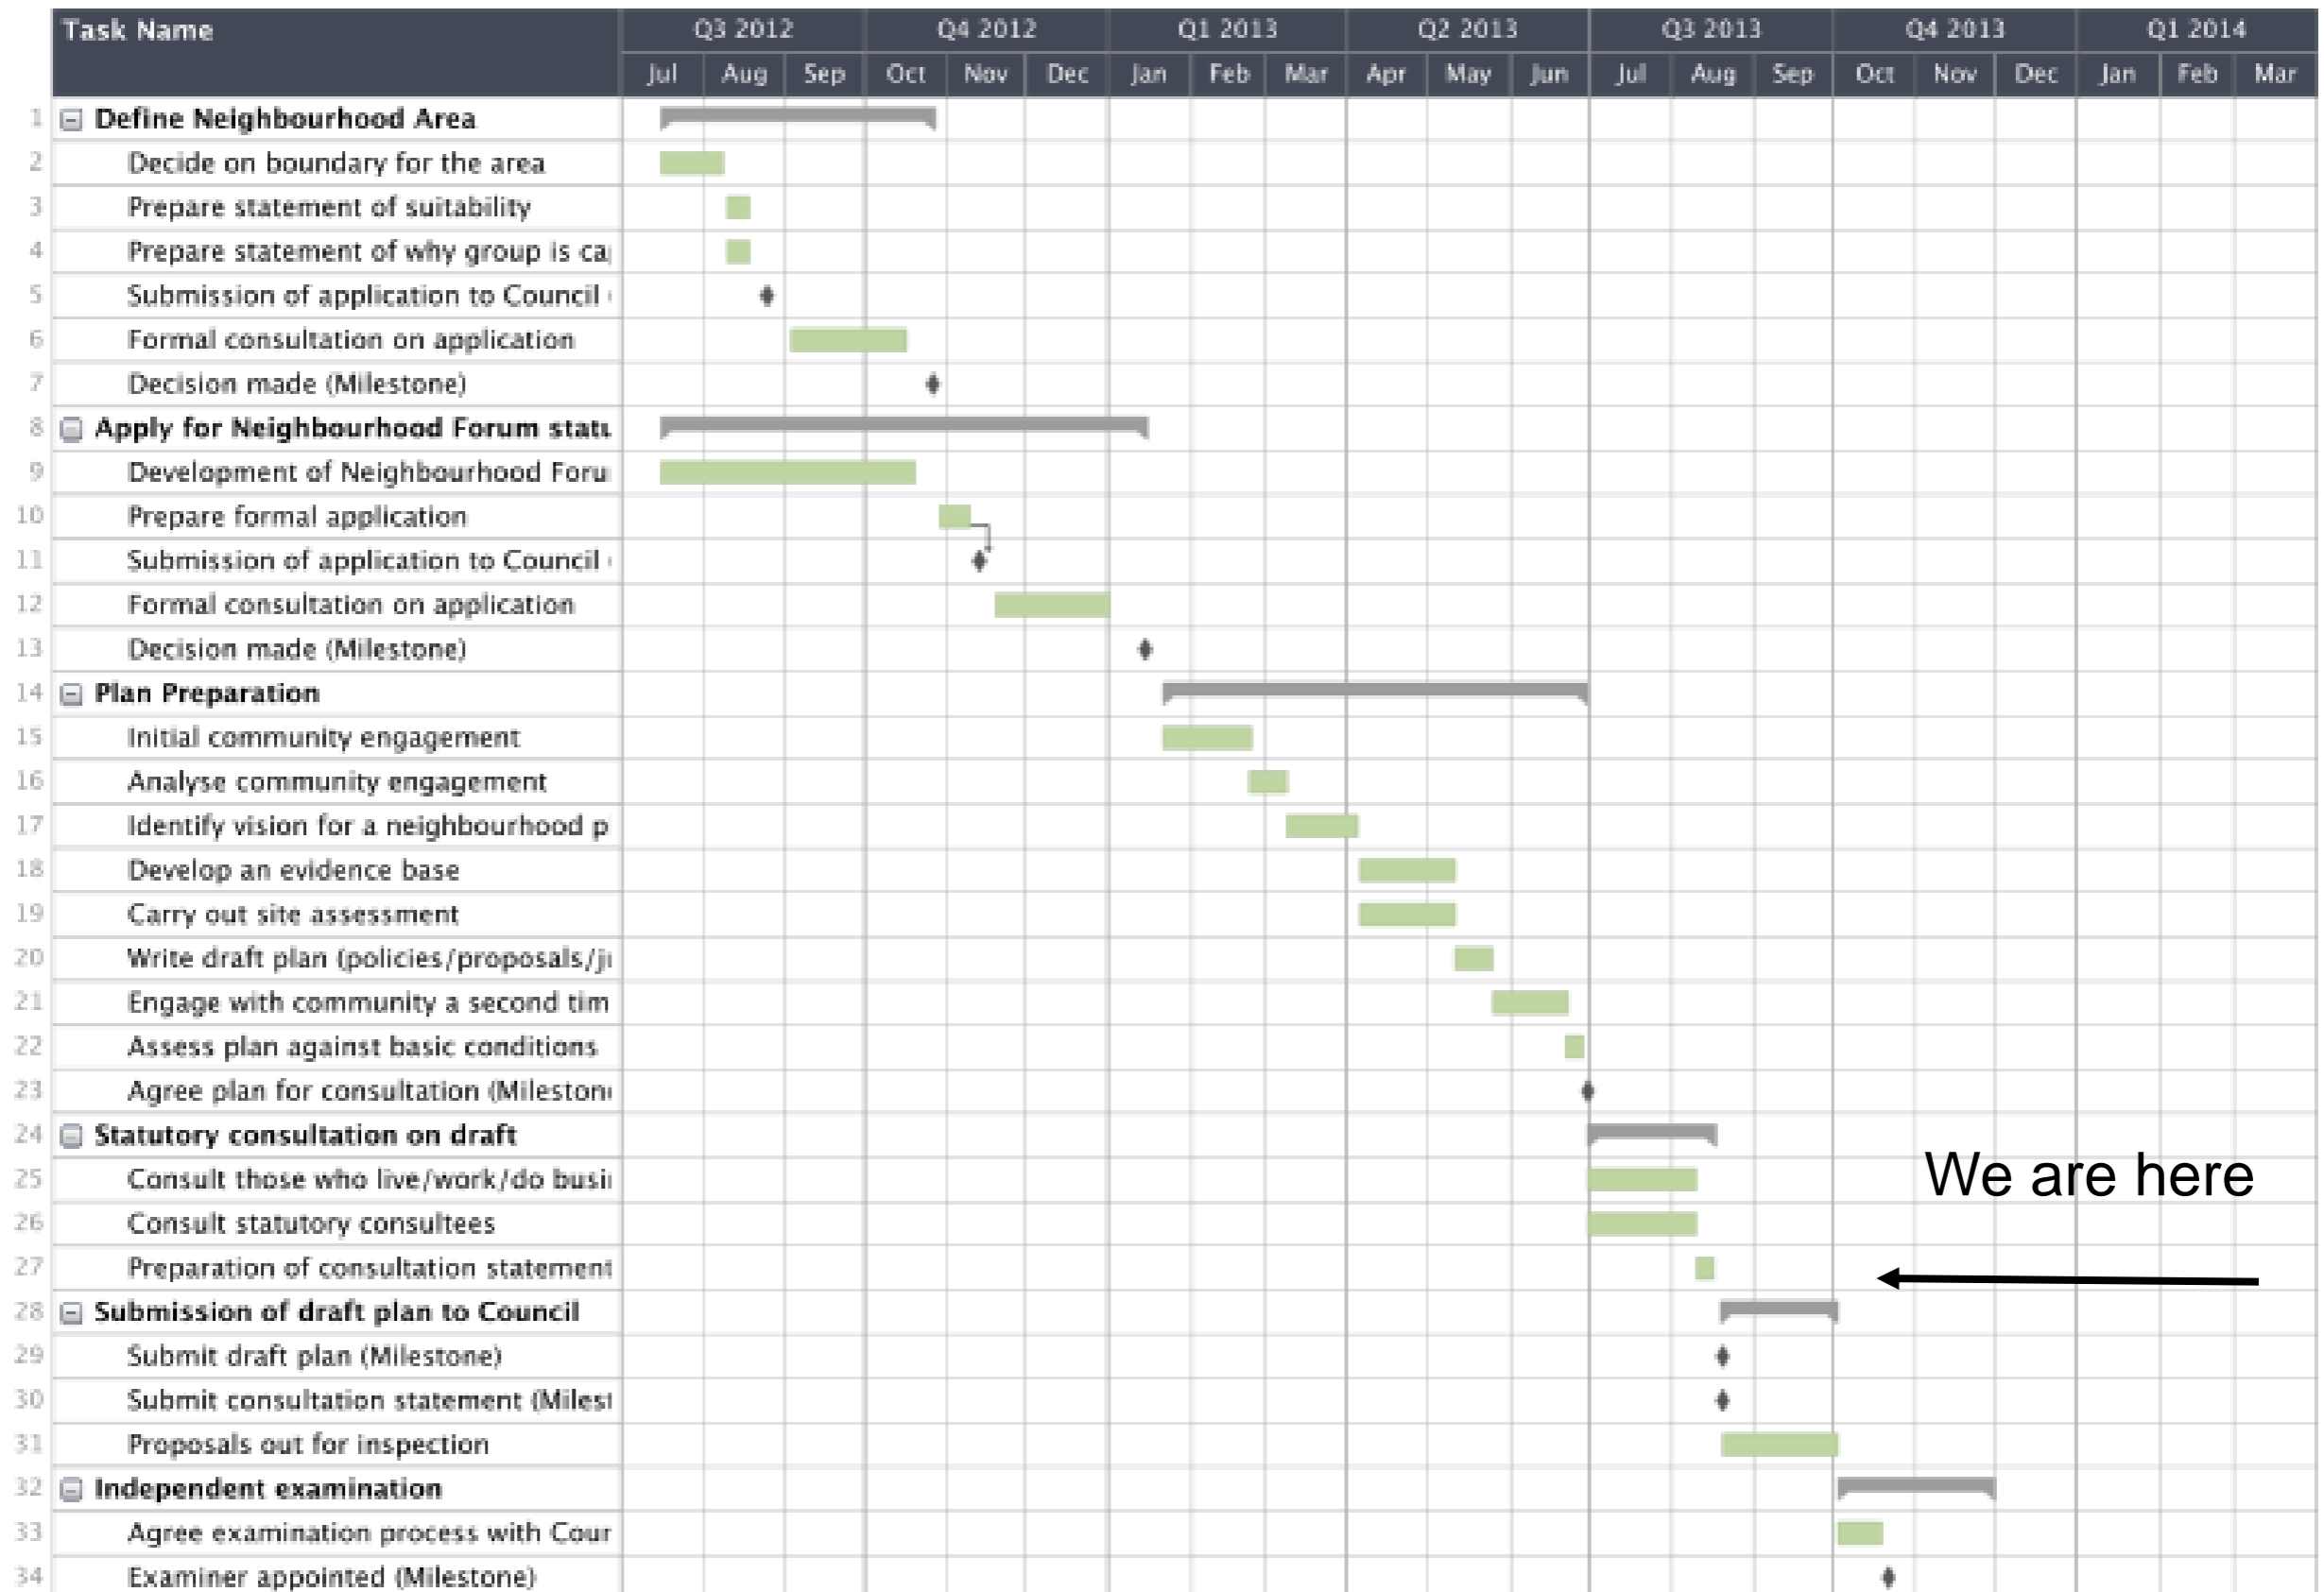 Task Name Q3 2012 Q4 2012 Q1 2013 Q2 2013 Q3 2013 Q4 2013 Q1 2014
Jul Aug Sep Oct Nov Dec Jan Feb Mar Apr May Jun Jul Aug Sep Oct Nov Dec Jan Feb Mar
1 Define Neighbourhood Area
2 Decide on boundary for the area
3 Prepare statement of suitability
4 Prepare statement of why group is ca
5 Submission of application to Council
6 Formal consultation on application
7 Decision made (Milestone)
8 Apply for Neighbourhood Forum statu
9 Development of Neighbourhood Foru
10 Prepare formal application
11 Submission of application to Council
12 Formal consultation on application
13 Decision made (Milestone)
14 Plan Preparation
15 Initial community engagement
16 Analyse community engagement
17 Identify vision for a neighbourhood p
18 Develop an evidence base
19 Carry out site assessment
20 Write draft plan (policies/proposals/ju
21 Engage with community a second tim
22 Assess plan against basic conditions
23 Agree plan for consultation (Mileston
24 Statutory consultation on draft
25 Consult those who live/work/do busi
We are here
26 Consult statutory consultees
27 Preparation of consultation statement
28 Submission of draft plan to Council
29 Submit draft plan (Milestone)
30 Submit consultation statement (Milest
31 Proposals out for inspection
32 Independent examination
33 Agree examination process with Cour
34 Examiner appointed (Milestone)